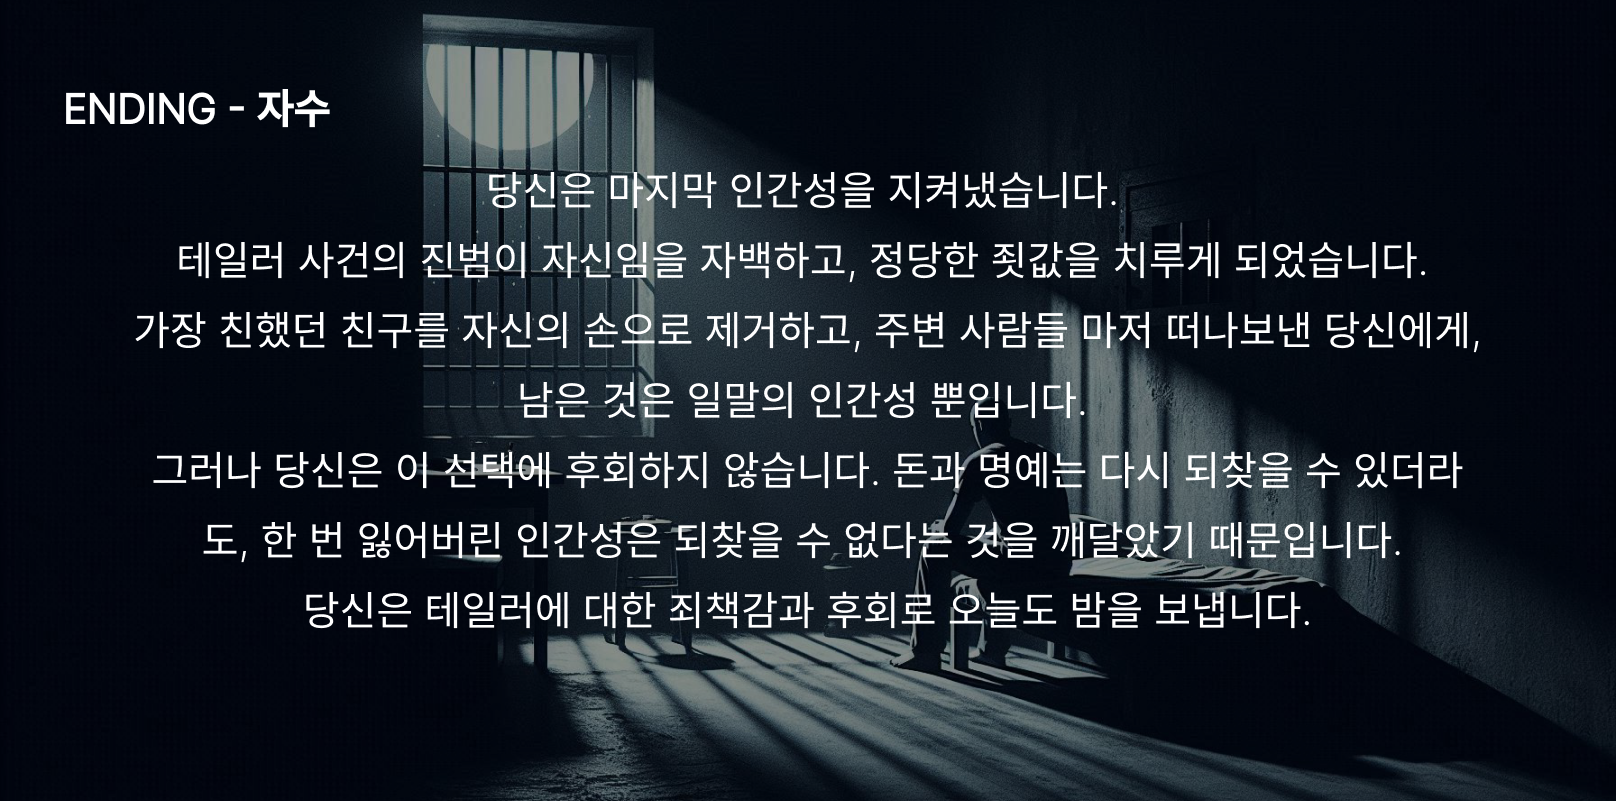 ENDING - 자수
당신은 마지막 인간성을 지켜냈습니다.
테일러 사건의 진범이 자신임을 자백하고, 정당한 죗값을 치루게 되었습니다.
가장 친했던 친구를 자신의 손으로 제거하고, 주변 사람들 마저 떠나보낸 당신에게,
남은 것은 일말의 인간성 뿐입니다.
그러나 당신은 이 선택에 후회하지 않습니다. 돈과 명예는 다시 되찾을 수 있더라
도, 한 번 잃어버린 인간성은 되찾을 수 없다는 것을 깨달았기 때문입니다.
당신은 테일러에 대한 죄책감과 후회로 오늘도 밤을 보냅니다.